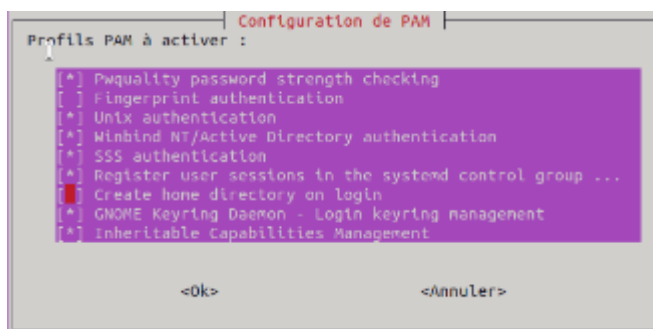 Configuration de PAM
Profils PAM à activer :
[*] Pwquality password strength checking
[ ] Fingerprint authentication
[*] Unix authentication
[*] Winbind NT/Active Directory authentication
[*] SSS authentication
[*] Register user sessions in the systemd control group ...
[ ] Create home directory on login
[*] GNOME Keyring Daemon - Login keyring management
[*] Inheritable Capabilities Management
<Ok> <Annuler>